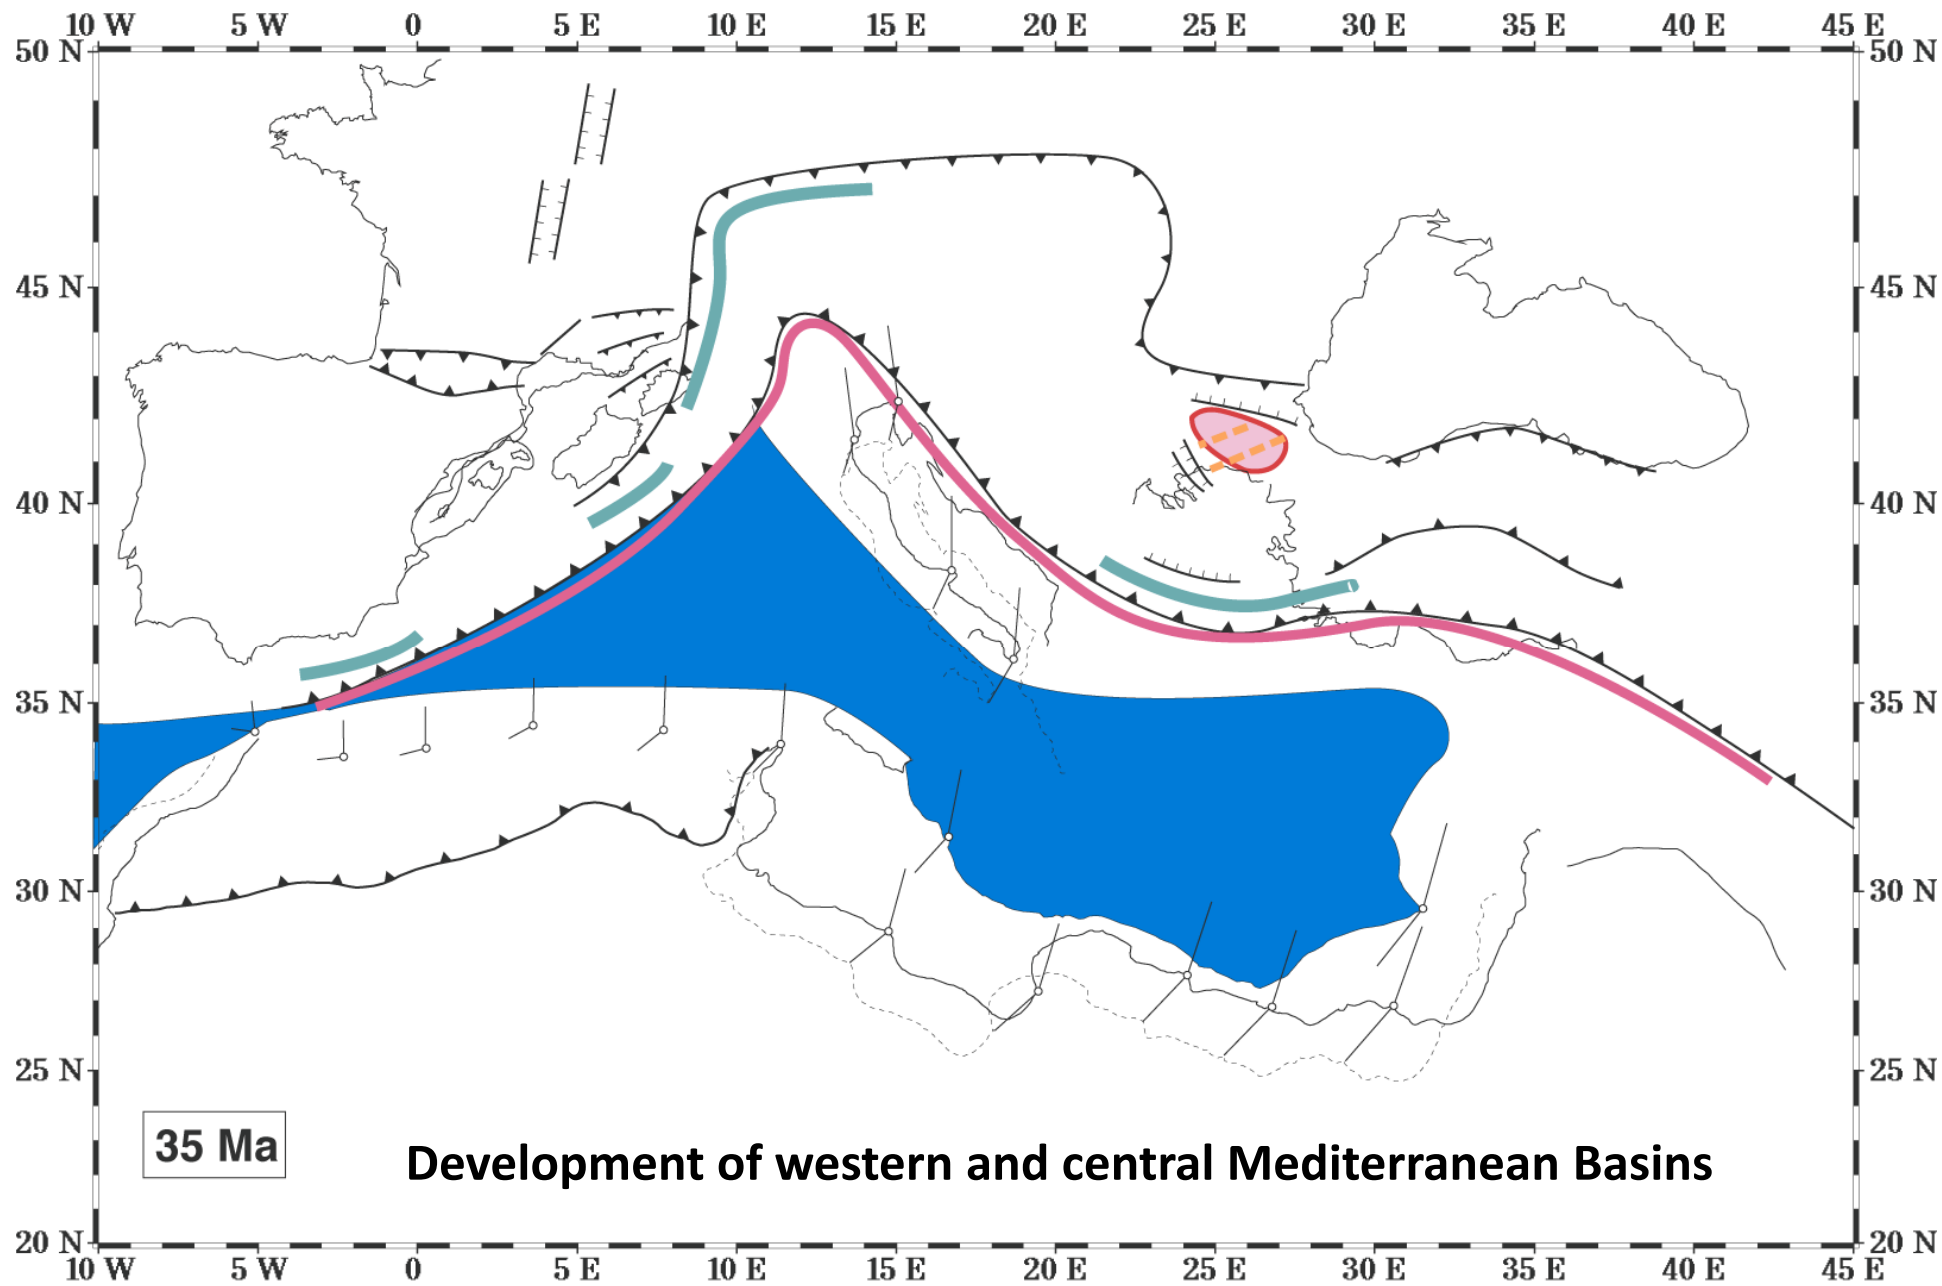 10 W 5 W 0 5 E 10 E 15 E 20 E 25 E 30 E 35 E 40 E 45 E
50 N 50 N
45 N 45 N
40 N 40 N
35 N 35 N
30 N 30 N
25 N 25 N
35 Ma Development of western and central Mediterranean Basins
20 N 20 N
10 W 5 W 0 5 E 10 E 15 E 20 E 25 E 30 E 35 E 40 E 45 E